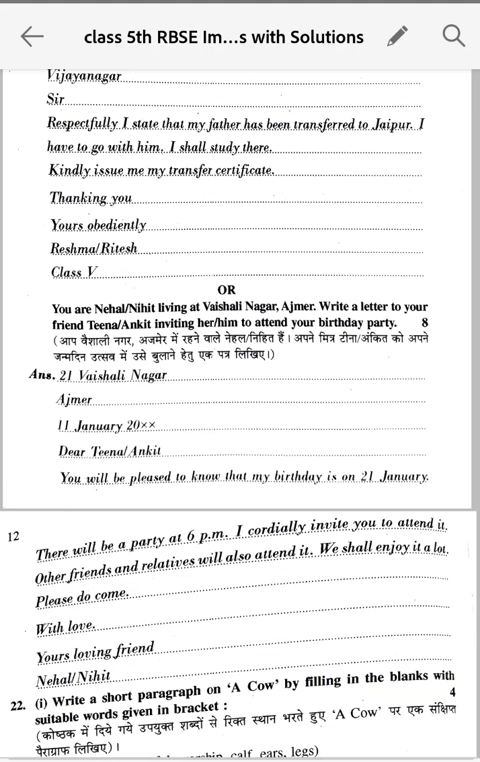 class 5th RBSE Im...s with Solutions
Vijayanagar
Sir
Respectfully I state that my father has been transferred to Jaipur. I
have to go with him. I shall study there.
Kindly issue me my transfer certificate.
Thanking you
Yours obediently
Reshma/Ritesh
Class V
OR
You are Nehal/Nihit living at Vaishali Nagar, Ajmer. Write a letter to your
friend Teena/Ankit inviting her/him to attend your birthday party. 8
(आप वैशाली नगर, अजमेर में रहने वाले नेहल/निहित हैं। अपने मित्र टीना/अंकित को अपने
जन्मदिन उत्सव में उसे बुलाने हेतु एक पत्र लिखिए।)
Ans. 21 Vaishali Nagar
Ajmer
11 January 20××
Dear Teena/Ankit
You will be pleased to know that my birthday is on 21 January.
12
There will be a party at 6 p.m. I cordially invite you to attend it.
Other friends and relatives will also attend it. We shall enjoy it a lot.
Please do come.
With love.
Yours loving friend
Nehal/Nihit
22. (i) Write a short paragraph on ‘A Cow’ by filling in the blanks with
suitable words given in bracket : 4
(कोष्ठक में दिये गये उपयुक्त शब्दों से रिक्त स्थान भरते हुए ‘A Cow’ पर एक संक्षिप्त
पैराग्राफ लिखिए)।
calf, ears, legs)